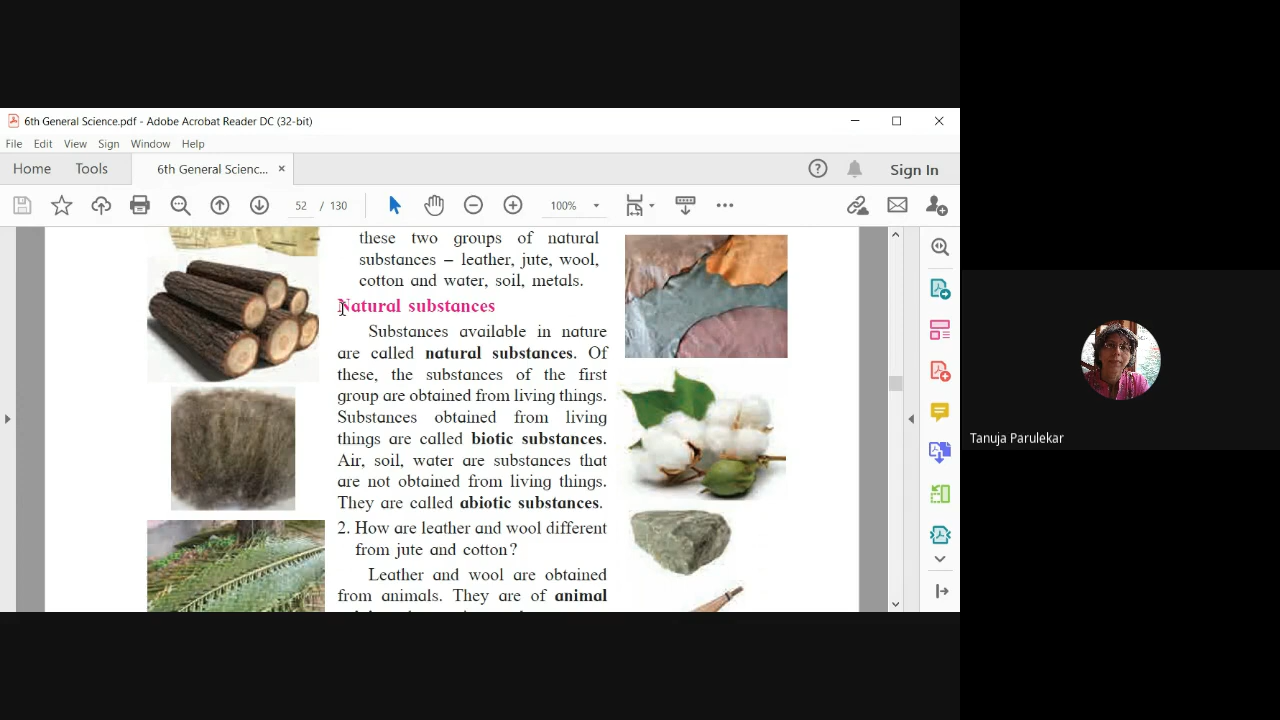 6th General Science.pdf - Adobe Acrobat Reader DC (32-bit)
File Edit View Sign Window Help
Home Tools 6th General Scienc... × Sign In
52 / 130 100%
these two groups of natural
substances – leather, jute, wool,
cotton and water, soil, metals.
Natural substances
Substances available in nature
are called natural substances. Of
these, the substances of the first
group are obtained from living things.
Substances obtained from living
things are called biotic substances.
Air, soil, water are substances that
are not obtained from living things.
They are called abiotic substances.
2. How are leather and wool different
from jute and cotton?
Leather and wool are obtained
from animals. They are of animal
Tanuja Parulekar